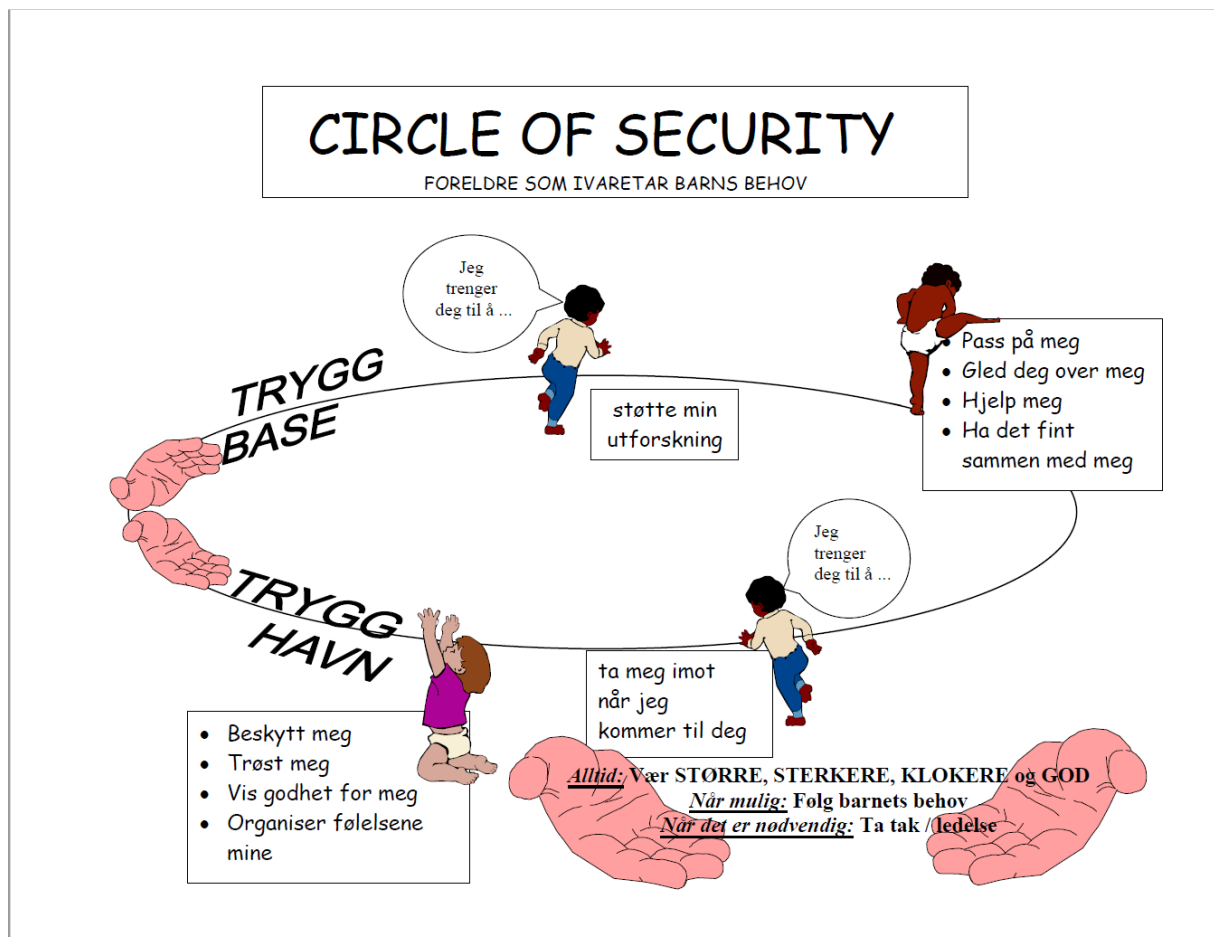 CIRCLE OF SECURITY
FORELDRE SOM IVARETAR BARNS BEHOV
Jeg
trenger
deg til å ...
TRYGG
BASE
støtte min
utforskning
• Pass på meg
• Gled deg over meg
• Hjelp meg
• Ha det fint
sammen med meg
Jeg
trenger
deg til å ...
TRYGG
HAVN
ta meg imot
når jeg
kommer til deg
• Beskytt meg
• Trøst meg
• Vis godhet for meg
• Organiser følelsene
mine
Alltid: Vær STØRRE, STERKERE, KLOKERE og GOD
Når mulig: Følg barnets behov
Når det er nødvendig: Ta tak / ledelse